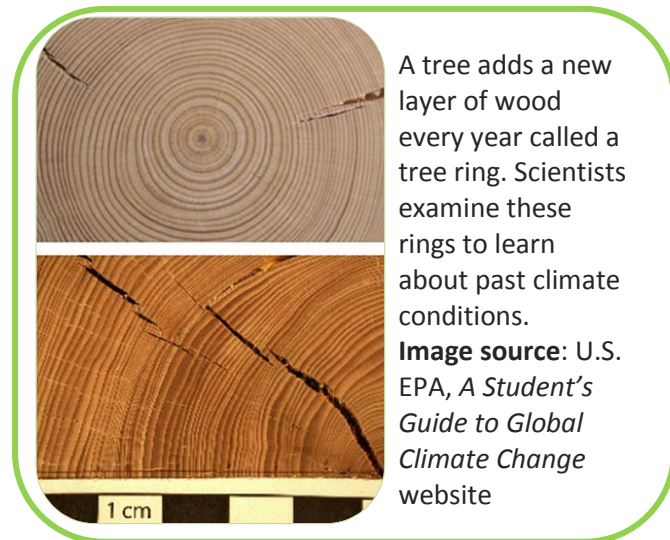 A tree adds a new
layer of wood
every year called a
tree ring. Scientists
examine these
rings to learn
about past climate
conditions.
Image source: U.S.
EPA, A Student’s
Guide to Global
Climate Change
website
1 cm